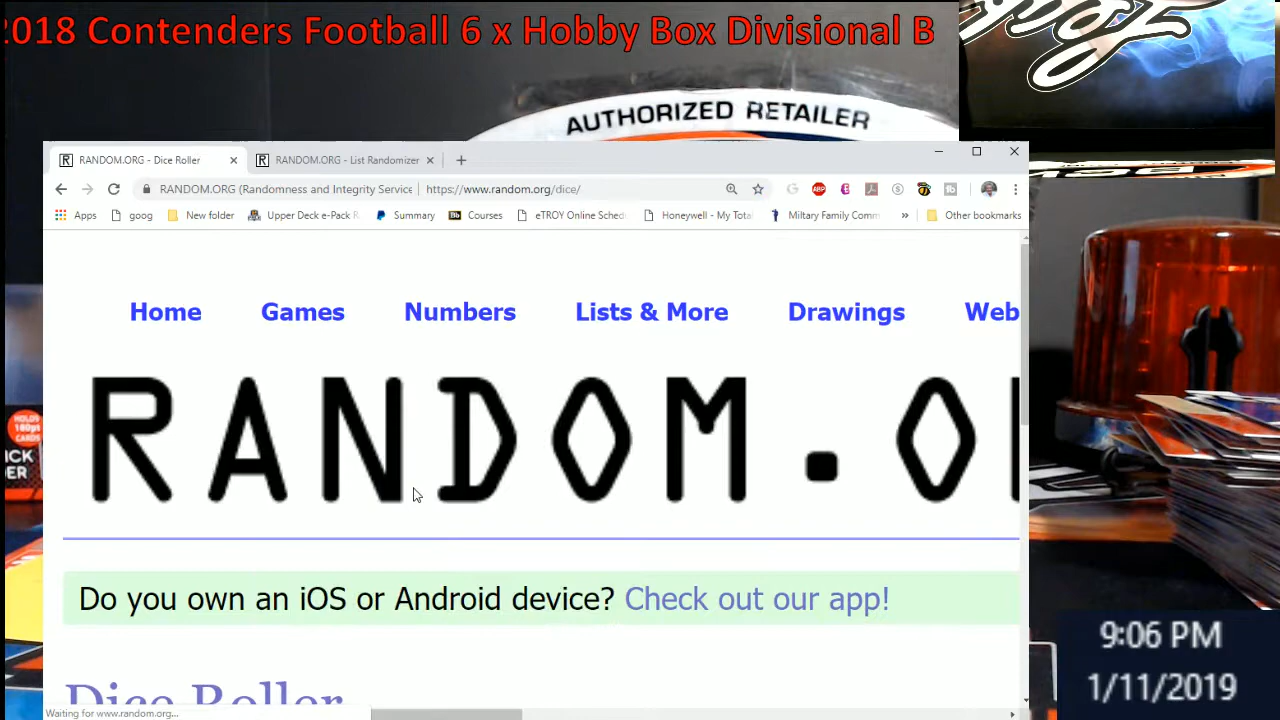 2018 Contenders Football 6 x Hobby Box Divisional B
AUTHORIZED RETAILER
RANDOM.ORG - Dice Roller
RANDOM.ORG - List Randomizer
RANDOM.ORG (Randomness and Integrity Service | https://www.random.org/dice/
Apps goog New folder Upper Deck e-Pack R Summary Courses eTROY Online Sched Honeywell - My Total Miltary Family Comm » Other bookmarks
Home Games Numbers Lists & More Drawings Web
RANDOM.O
Do you own an iOS or Android device? Check out our app!
Dice Roller
Waiting for www.random.org...
HOLDS
180pt
CARDS
9:06 PM
1/11/2019